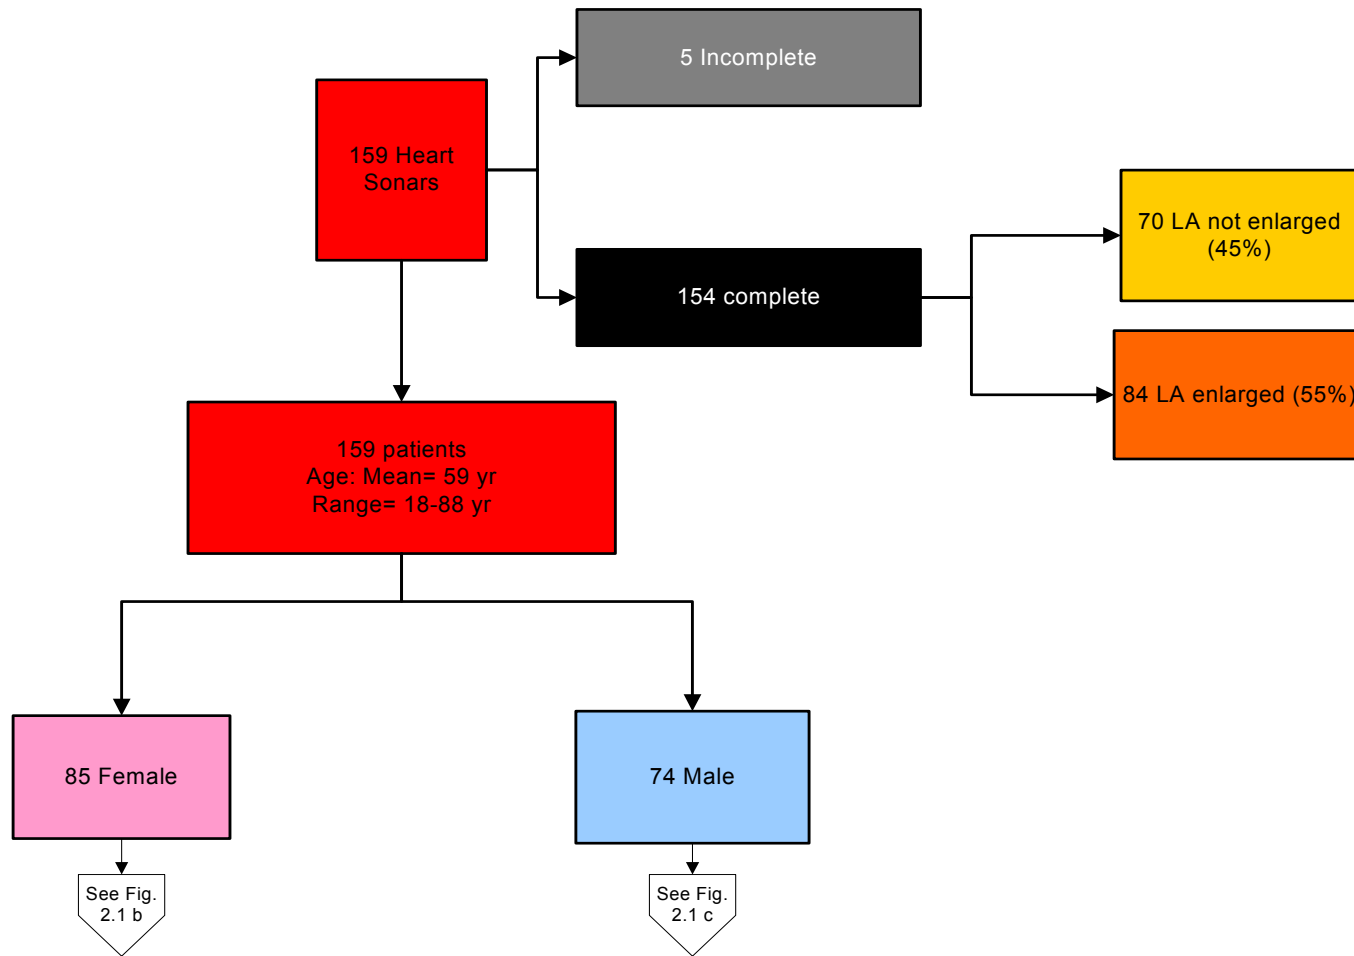 5 Incomplete
159 Heart
Sonars
70 LA not enlarged
(45%)
154 complete
84 LA enlarged (55%)
159 patients
Age: Mean= 59 yr
Range= 18-88 yr
85 Female
74 Male
See Fig.
2.1 b
See Fig.
2.1 c